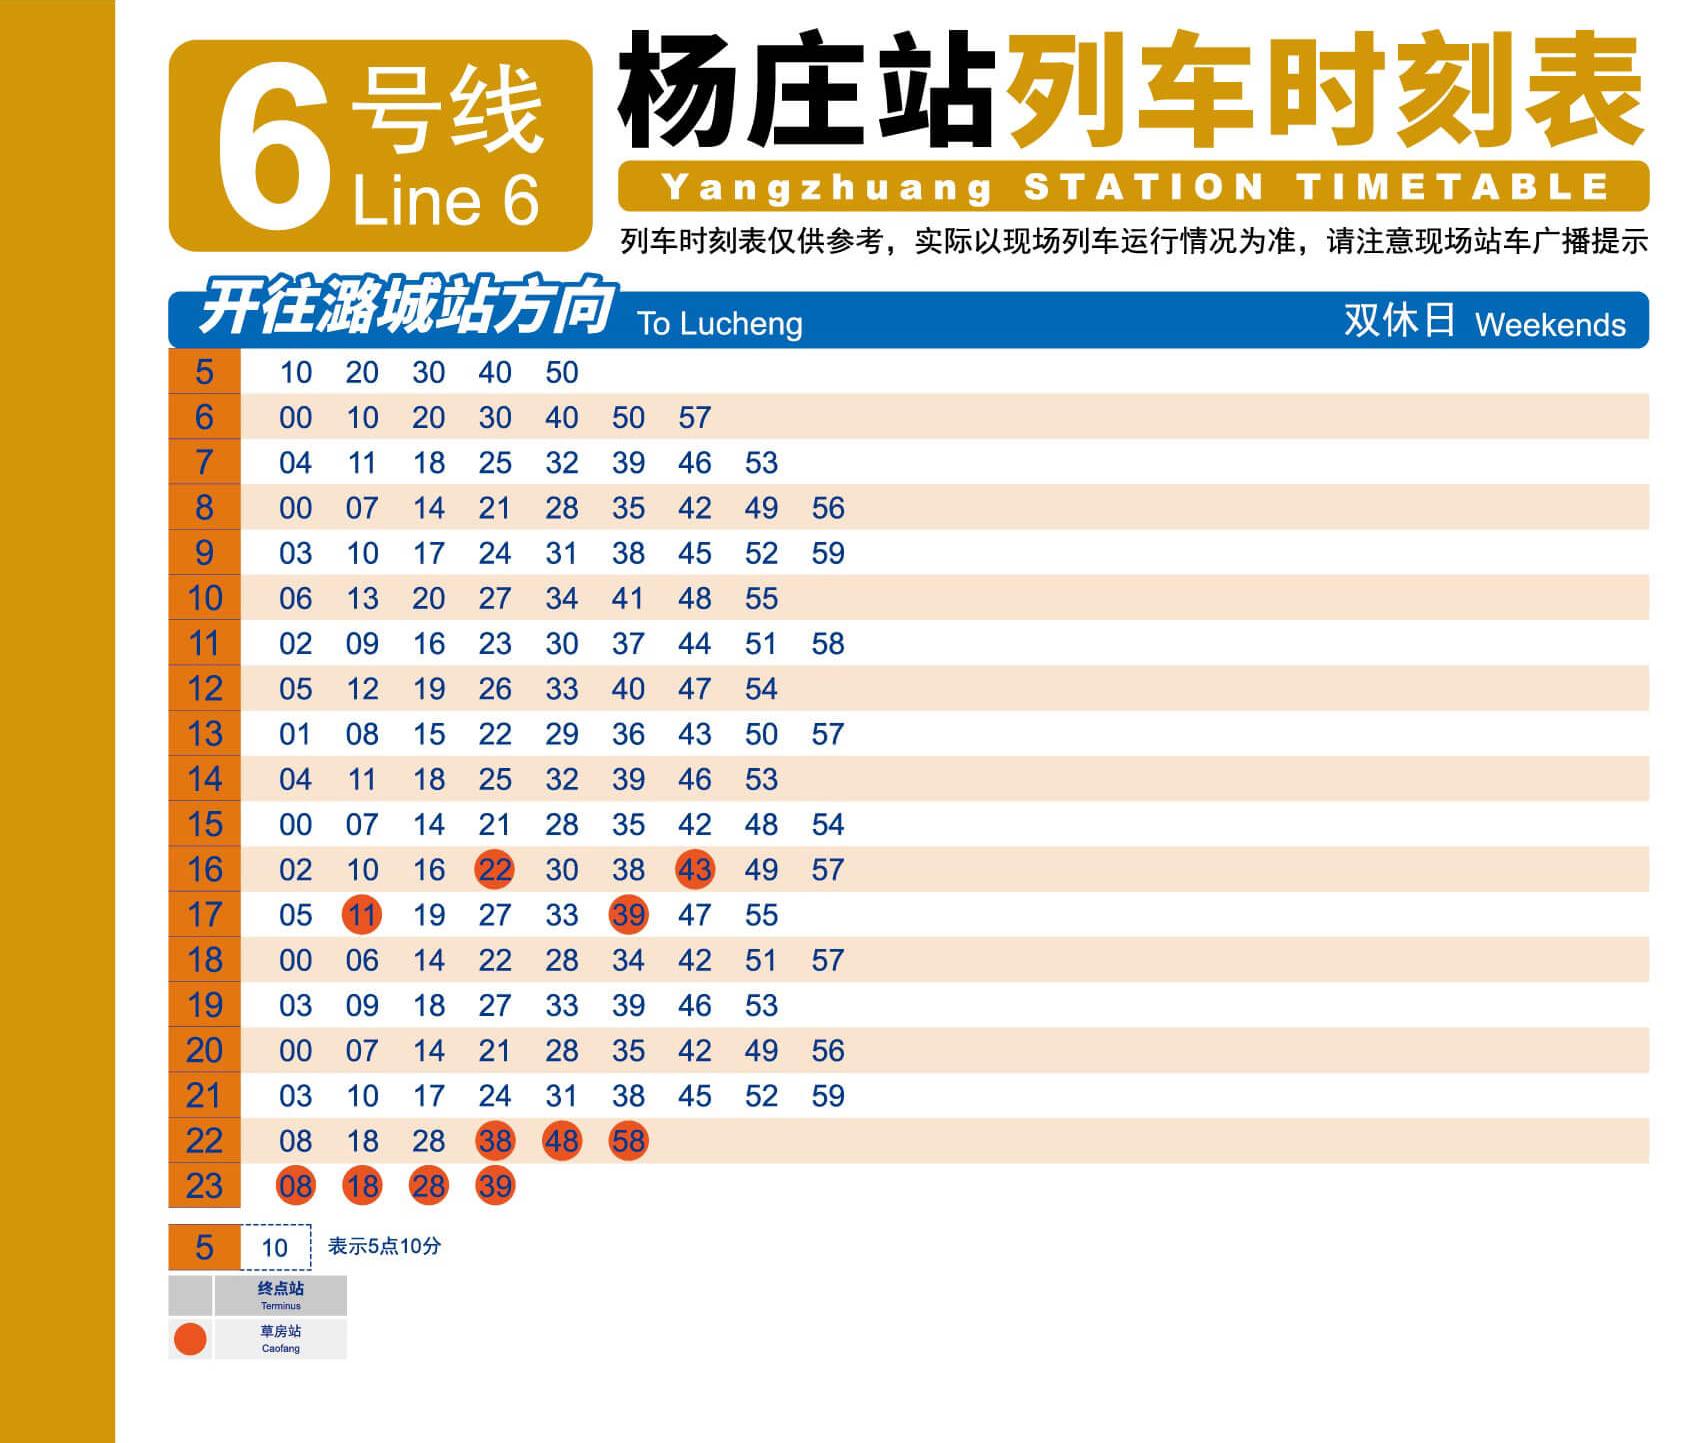 6号线
Line 6
杨庄站列车时刻表
Yangzhuang STATION TIMETABLE
列车时刻表仅供参考，实际以现场列车运行情况为准，请注意现场站车广播提示
开往潞城站方向 To Lucheng 双休日 Weekends
5 10 20 30 40 50
6 00 10 20 30 40 50 57
7 04 11 18 25 32 39 46 53
8 00 07 14 21 28 35 42 49 56
9 03 10 17 24 31 38 45 52 59
10 06 13 20 27 34 41 48 55
11 02 09 16 23 30 37 44 51 58
12 05 12 19 26 33 40 47 54
13 01 08 15 22 29 36 43 50 57
14 04 11 18 25 32 39 46 53
15 00 07 14 21 28 35 42 48 54
16 02 10 16 22 30 38 43 49 57
17 05 11 19 27 33 39 47 55
18 00 06 14 22 28 34 42 51 57
19 03 09 18 27 33 39 46 53
20 00 07 14 21 28 35 42 49 56
21 03 10 17 24 31 38 45 52 59
22 08 18 28 38 48 58
23 08 18 28 39
5 10 表示5点10分
终点站
Terminus
草房站
Caofang